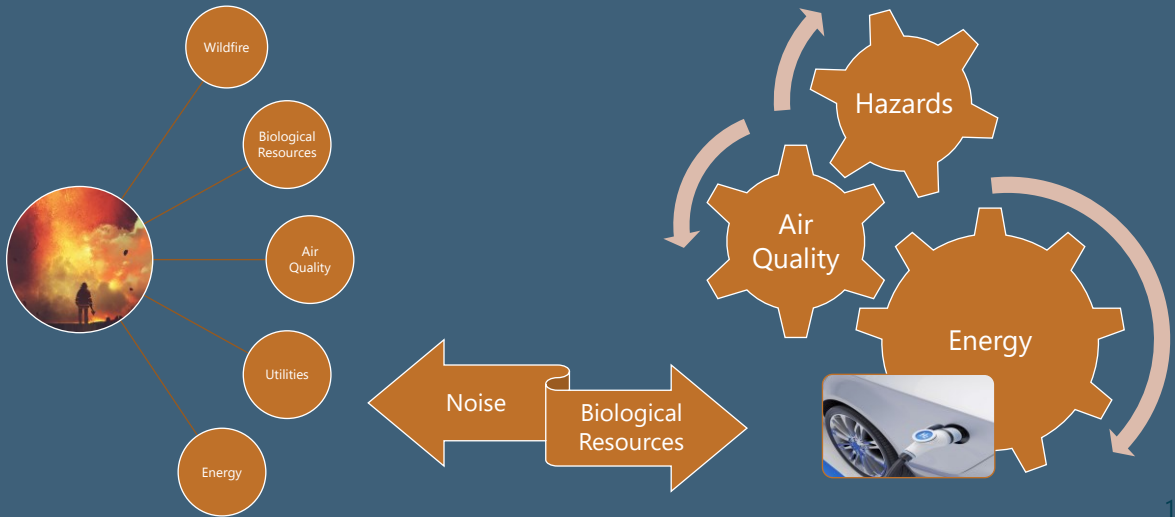 Wildfire
Biological
Resources
Air
Quality
Utilities
Energy
Noise
Biological
Resources
Hazards
Air
Quality
Energy
1